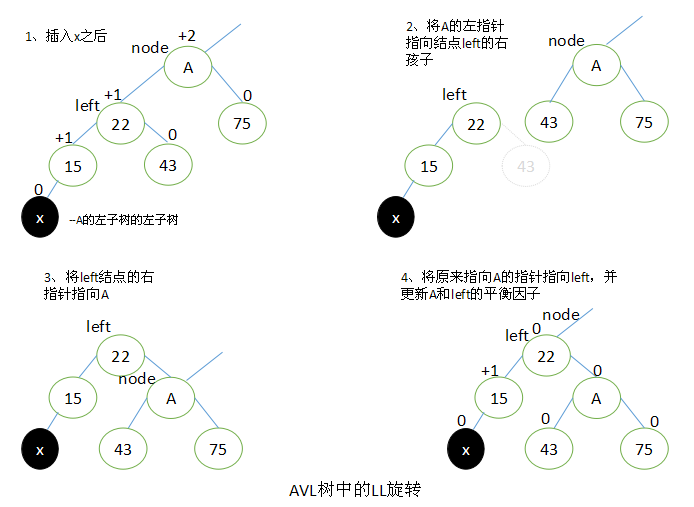 1、插入x之后
node
+2
A
left
+1
0
22
75
+1
0
15
43
0
x
--A的左子树的左子树
2、将A的左指针
指向结点left的右
孩子
node
A
left
22
43
75
15
43
x
3、将left结点的右
指针指向A
left
22
node
15
A
x
43
75
4、将原来指向A的指针指向left，并
更新A和left的平衡因子
node
left
0
22
+1
0
15
A
0
0
0
x
43
75
AVL树中的LL旋转